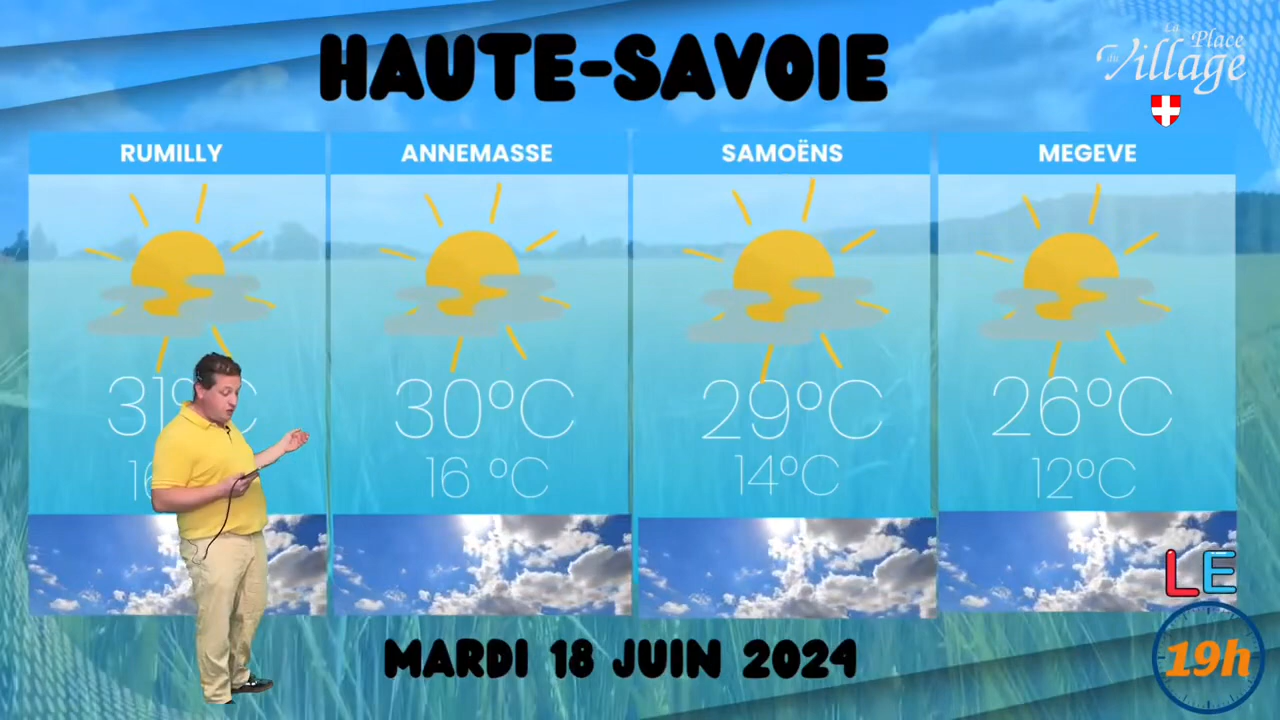 HAUTE-SAVOIE
La Place
du Village
RUMILLY
ANNEMASSE
SAMOËNS
MEGEVE
31°C
30°C
29°C
26°C
16 °C
14°C
12°C
LE
19h
MARDI 18 JUIN 2024